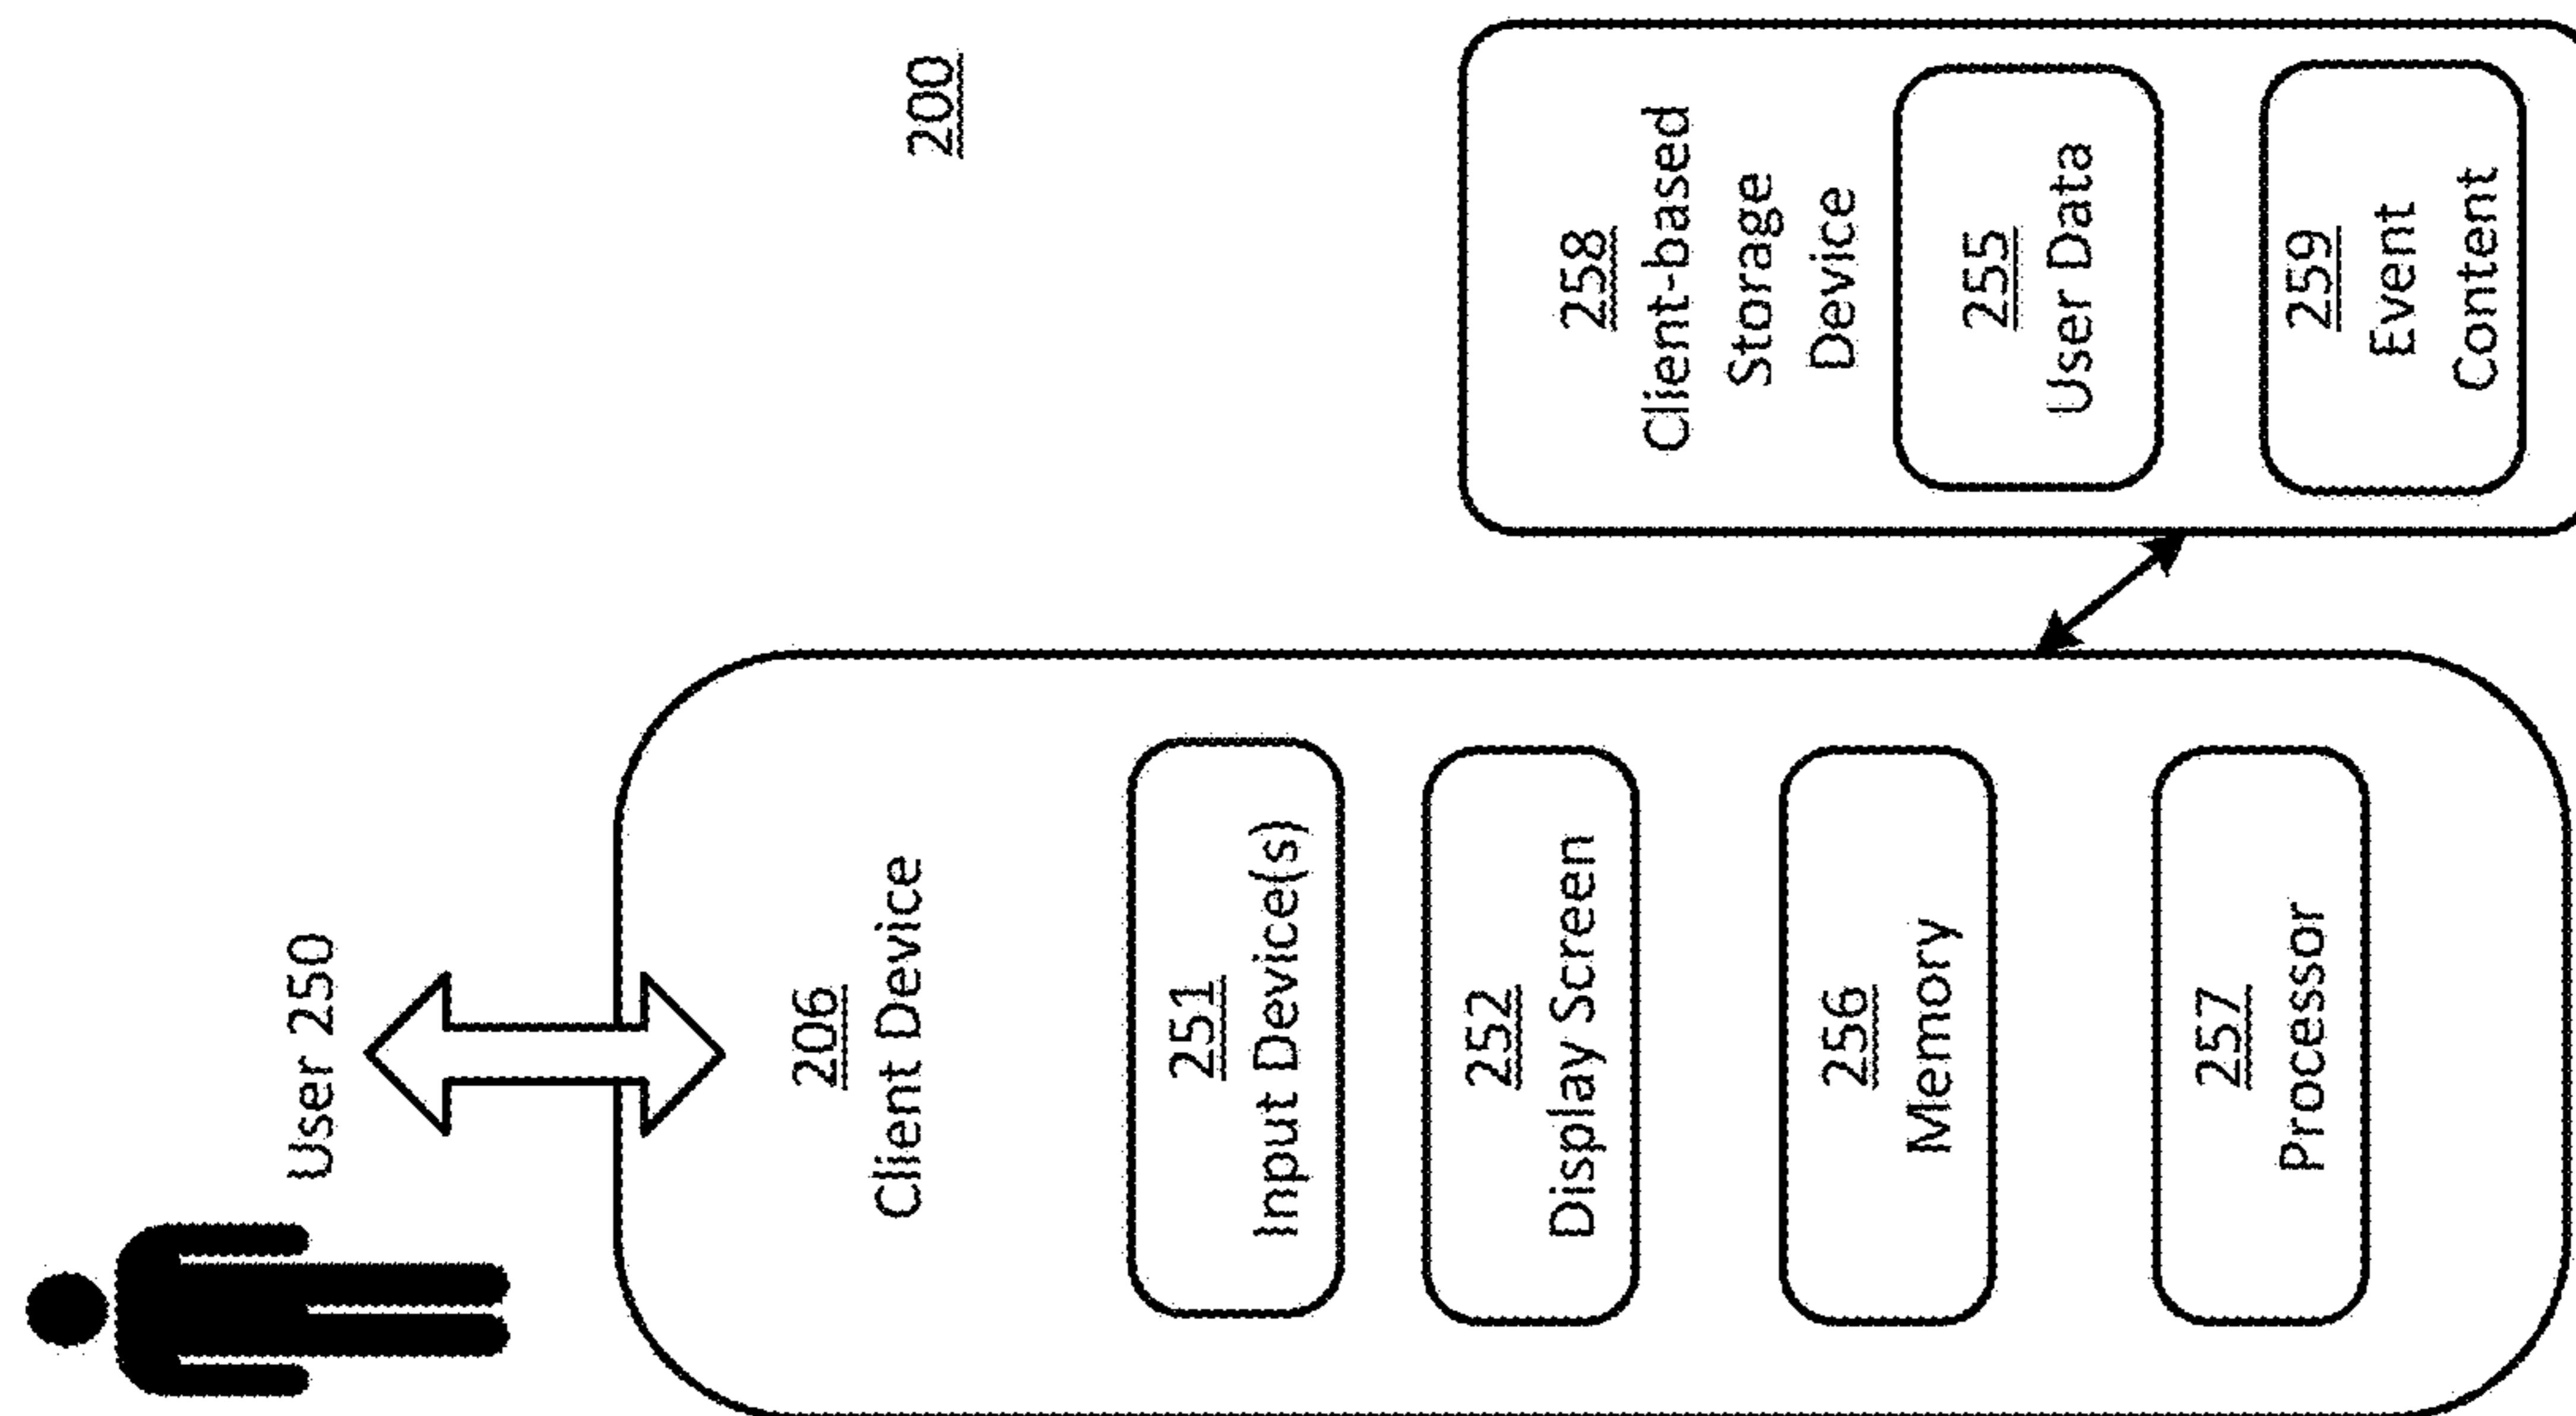 User 250
206
Client Device
251
Input Device(s)
252
Display Screen
256
Memory
257
Processor
200
258
Client-based
Storage
Device
255
User Data
259
Event
Content